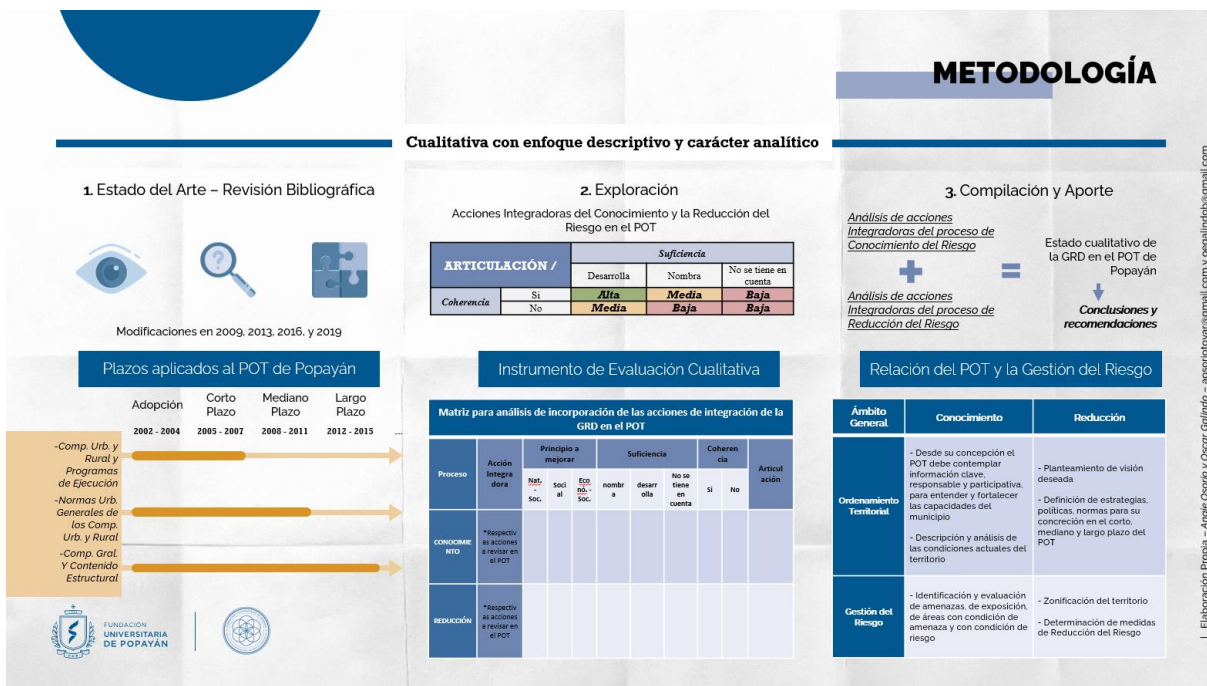 METODOLOGÍA
Cualitativa con enfoque descriptivo y carácter analítico
1. Estado del Arte – Revisión Bibliográfica
Modificaciones en 2009, 2013, 2016, y 2019
Plazos aplicados al POT de Popayán
Adopción
Corto
Plazo
Mediano
Plazo
Largo
Plazo
2002 - 2004
2005 - 2007
2008 - 2011
2012 - 2015
...
-Comp. Urb. y
Rural y
Programas
de Ejecución
-Normas Urb.
Generales de
los Comp.
Urb. y Rural
-Comp. Gral.
Y Contenido
Estructural
FUNDACIÓN
UNIVERSITARIA
DE POPAYÁN
2. Exploración
Acciones Integradoras del Conocimiento y la Reducción del
Riesgo en el POT
ARTICULACIÓN /
Suficiencia
Desarrolla
Nombra
No se tiene en
cuenta
Coherencia
Si
Alta
Media
Baja
No
Media
Baja
Baja
Instrumento de Evaluación Cualitativa
Matriz para análisis de incorporación de las acciones de integración de la
GRD en el POT
Proceso
Acción
Integra
dora
Principio a
mejorar
Suficiencia
Coheren
cia
Articul
ación
Nat.
-
Soc.
Soci
al
Eco
nó. -
Soc.
nombr
a
desarr
olla
No se
tiene
en
cuenta
Si
No
CONOCIMIE
NTO
*Respectiv
as acciones
a revisar en
el POT
REDUCCIÓN
*Respectiv
as acciones
a revisar en
el POT
3. Compilación y Aporte
Análisis de acciones
Integradoras del proceso de
Conocimiento del Riesgo
+
Análisis de acciones
Integradoras del proceso de
Reducción del Riesgo
=
Estado cualitativo de
la GRD en el POT de
Popayán
Conclusiones y
recomendaciones
Relación del POT y la Gestión del Riesgo
Ámbito
General
Conocimiento
Reducción
Ordenamiento
Territorial
- Desde su concepción el
POT debe contemplar
información clave,
responsable y participativa,
para entender y fortalecer
las capacidades del
municipio
- Descripción y análisis de
las condiciones actuales del
territorio
- Planteamiento de visión
deseada
- Definición de estrategias,
políticas, normas para su
concreción en el corto,
mediano y largo plazo del
POT
Gestión del
Riesgo
- Identificación y evaluación
de amenazas, de exposición,
de áreas con condición de
amenaza y con condición de
riesgo
- Zonificación del territorio
- Determinación de medidas
de Reducción del Riesgo
| Elaboración Propia – Angie Osorio y Oscar Galindo –